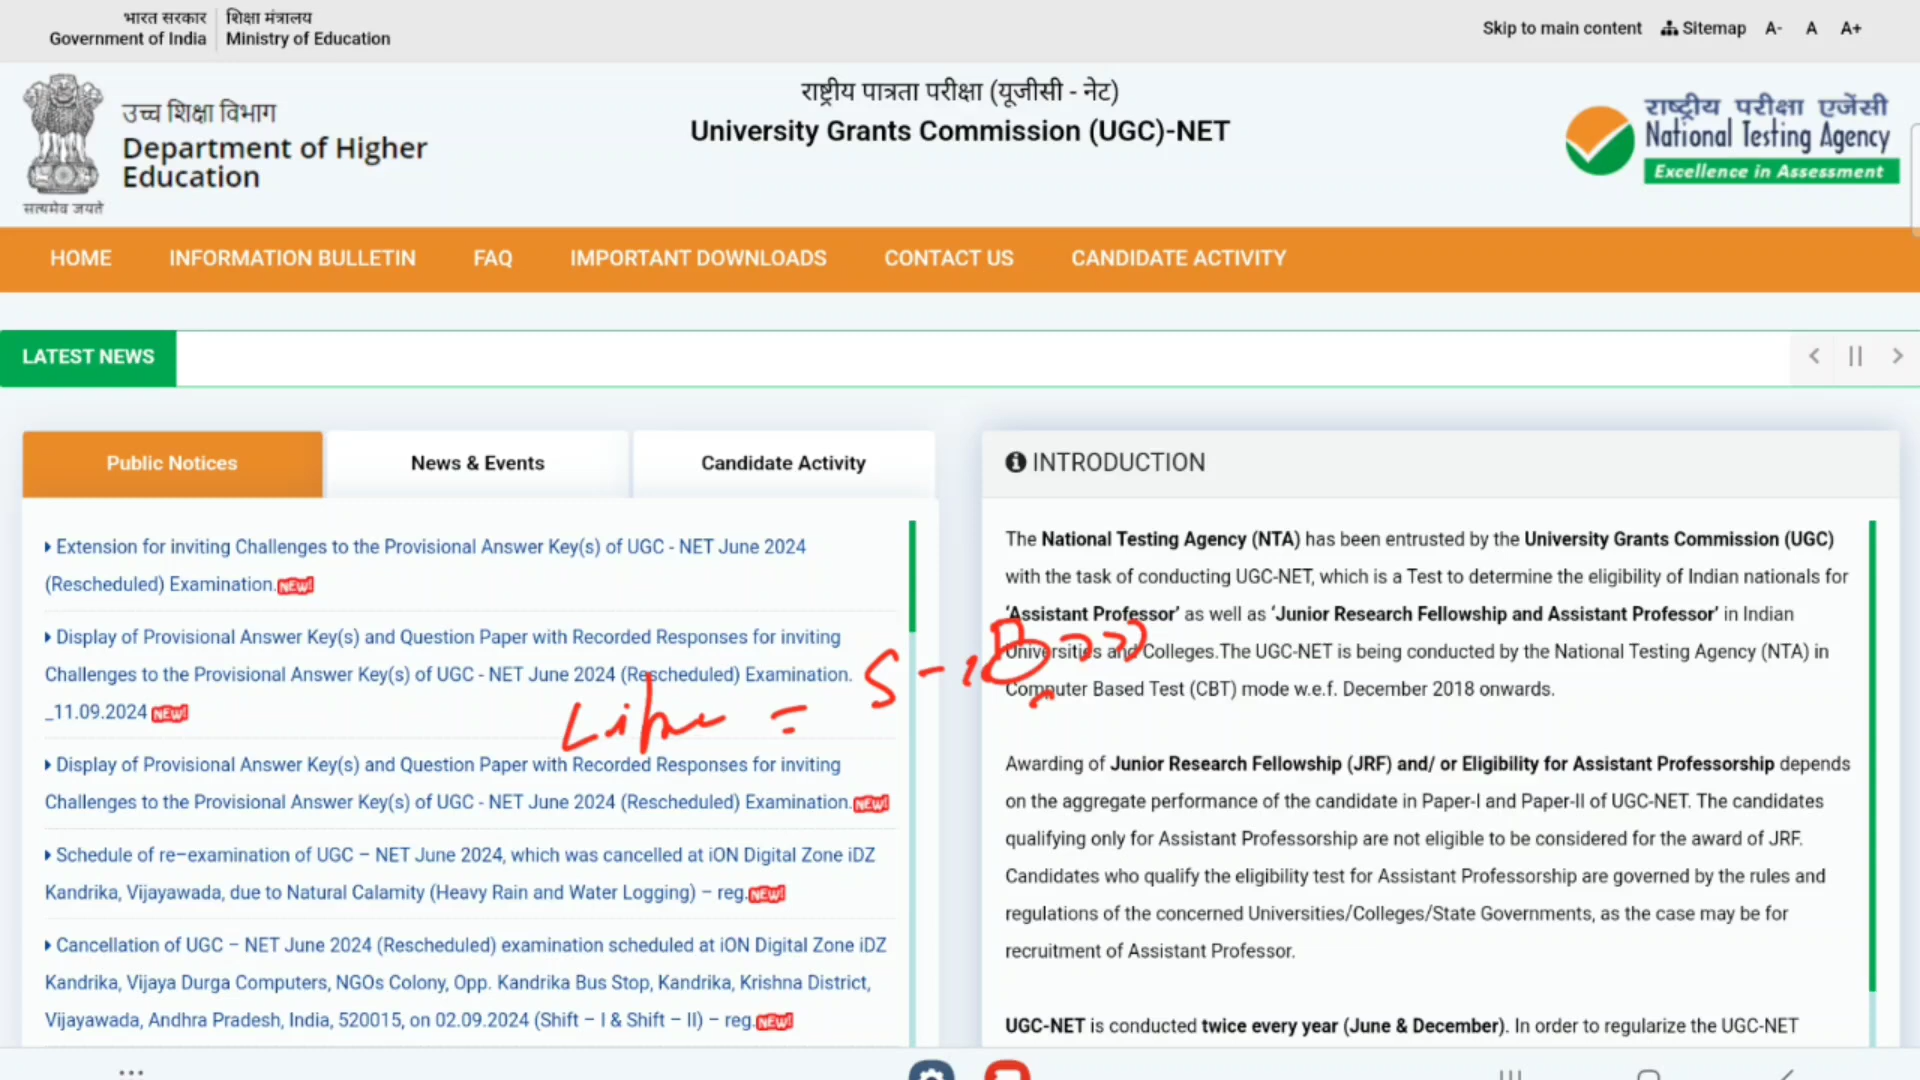 भारत सरकार
Government of India
शिक्षा मंत्रालय
Ministry of Education
Skip to main content
Sitemap
A-
A
A+
सत्यमेव जयते
उच्च शिक्षा विभाग
Department of Higher
Education
राष्ट्रीय पात्रता परीक्षा (यूजीसी - नेट)
University Grants Commission (UGC)-NET
राष्ट्रीय परीक्षा एजेंसी
National Testing Agency
Excellence in Assessment
HOME
INFORMATION BULLETIN
FAQ
IMPORTANT DOWNLOADS
CONTACT US
CANDIDATE ACTIVITY
LATEST NEWS
Public Notices
News & Events
Candidate Activity
Extension for inviting Challenges to the Provisional Answer Key(s) of UGC - NET June 2024
(Rescheduled) Examination. NEW!
Display of Provisional Answer Key(s) and Question Paper with Recorded Responses for inviting
Challenges to the Provisional Answer Key(s) of UGC - NET June 2024 (Rescheduled) Examination.
_11.09.2024 NEW!
Display of Provisional Answer Key(s) and Question Paper with Recorded Responses for inviting
Challenges to the Provisional Answer Key(s) of UGC - NET June 2024 (Rescheduled) Examination. NEW!
Schedule of re-examination of UGC – NET June 2024, which was cancelled at iON Digital Zone iDZ
Kandrika, Vijayawada, due to Natural Calamity (Heavy Rain and Water Logging) – reg. NEW!
Cancellation of UGC – NET June 2024 (Rescheduled) examination scheduled at iON Digital Zone iDZ
Kandrika, Vijaya Durga Computers, NGOs Colony, Opp. Kandrika Bus Stop, Kandrika, Krishna District,
Vijayawada, Andhra Pradesh, India, 520015, on 02.09.2024 (Shift – I & Shift – II) – reg. NEW!
INTRODUCTION
The National Testing Agency (NTA) has been entrusted by the University Grants Commission (UGC)
with the task of conducting UGC-NET, which is a Test to determine the eligibility of Indian nationals for
‘Assistant Professor’ as well as ‘Junior Research Fellowship and Assistant Professor’ in Indian
Universities and Colleges.The UGC-NET is being conducted by the National Testing Agency (NTA) in
Computer Based Test (CBT) mode w.e.f. December 2018 onwards.
Awarding of Junior Research Fellowship (JRF) and/ or Eligibility for Assistant Professorship depends
on the aggregate performance of the candidate in Paper-I and Paper-II of UGC-NET. The candidates
qualifying only for Assistant Professorship are not eligible to be considered for the award of JRF.
Candidates who qualify the eligibility test for Assistant Professorship are governed by the rules and
regulations of the concerned Universities/Colleges/State Governments, as the case may be for
recruitment of Assistant Professor.
UGC-NET is conducted twice every year (June & December). In order to regularize the UGC-NET